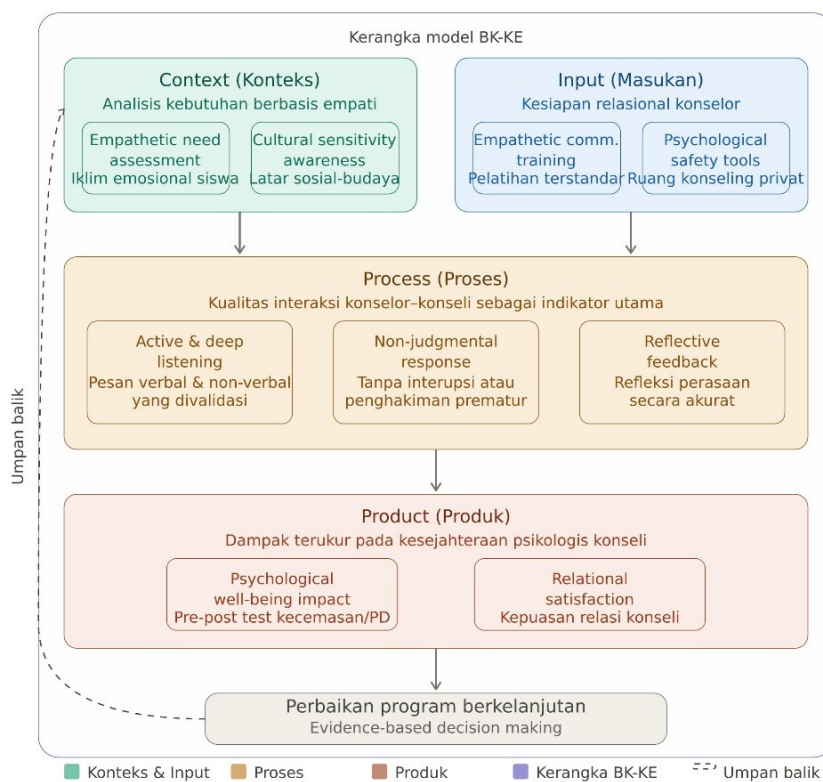 Kerangka model BK-KE
Context (Konteks)
Analisis kebutuhan berbasis empati
Empathetic need
assessment
Iklim emosional siswa
Cultural sensitivity
awareness
Latar sosial-budaya
Input (Masukan)
Kesiapan relasional konselor
Empathetic comm.
training
Pelatihan terstandar
Psychological
safety tools
Ruang konseling privat
Process (Proses)
Kualitas interaksi konselor–konseli sebagai indikator utama
Active & deep
listening
Pesan verbal & non-verbal
yang divalidasi
Non-judgmental
response
Tanpa interupsi atau
penghakiman prematur
Reflective
feedback
Refleksi perasaan
secara akurat
Umpan balik
Product (Produk)
Dampak terukur pada kesejahteraan psikologis konseli
Psychological
well-being impact
Pre-post test kecemasan/PD
Relational
satisfaction
Kepuasan relasi konseli
Perbaikan program berkelanjutan
Evidence-based decision making
Konteks & Input
Proses
Produk
Kerangka BK-KE
Umpan balik